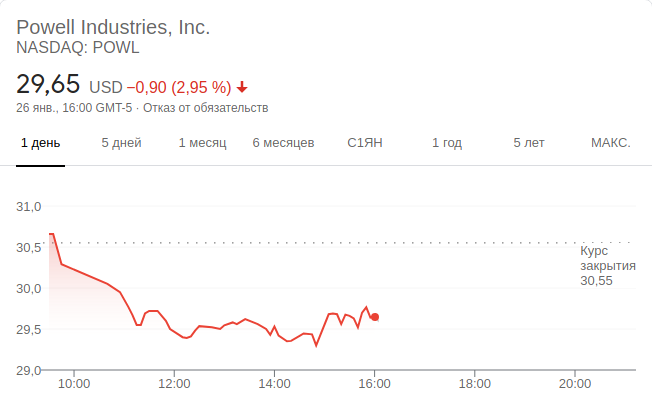 Powell Industries, Inc.
NASDAQ: POWL
29,65 USD −0,90 (2,95 %)
26 янв., 16:00 GMT-5 · Отказ от обязательств
1 день 5 дней 1 месяц 6 месяцев С1ЯН 1 год 5 лет МАКС.
31,0
30,5
Курс
закрытия
30,55
30,0
29,5
29,0
10:00 12:00 14:00 16:00 18:00 20:00